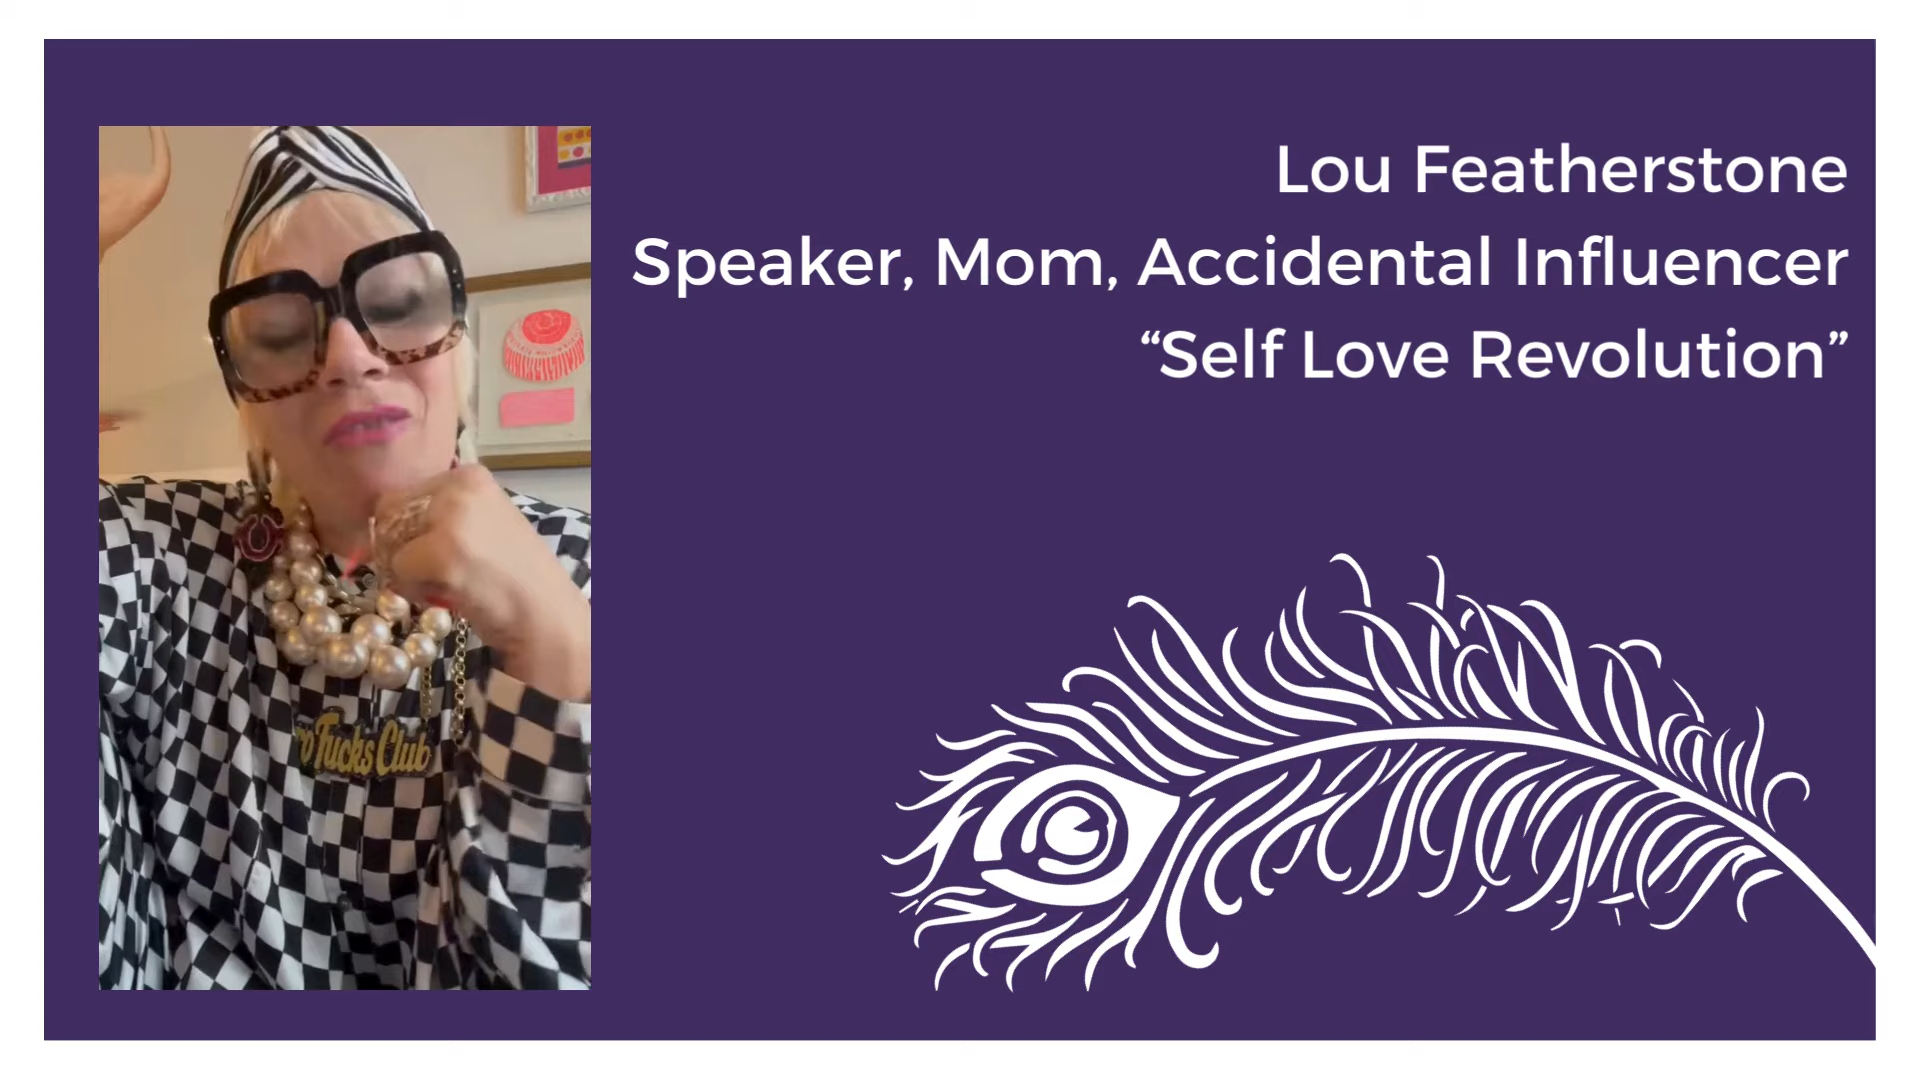 Lou Featherstone
Speaker, Mom, Accidental Influencer
“Self Love Revolution”
Fucks Club